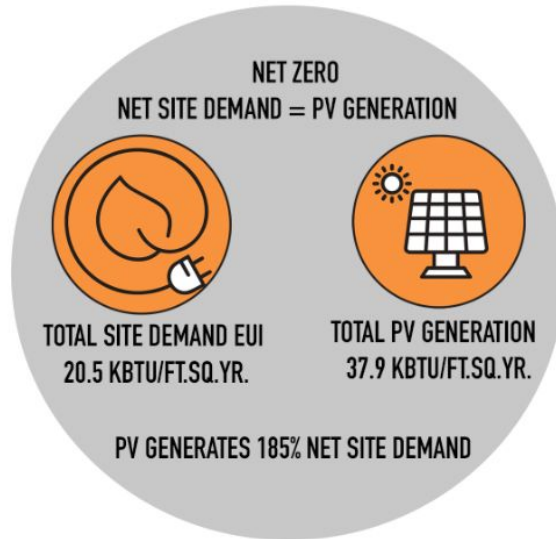 NET ZERO
NET SITE DEMAND = PV GENERATION
TOTAL SITE DEMAND EUI
20.5 KBTU/FT.SQ.YR.
TOTAL PV GENERATION
37.9 KBTU/FT.SQ.YR.
PV GENERATES 185% NET SITE DEMAND